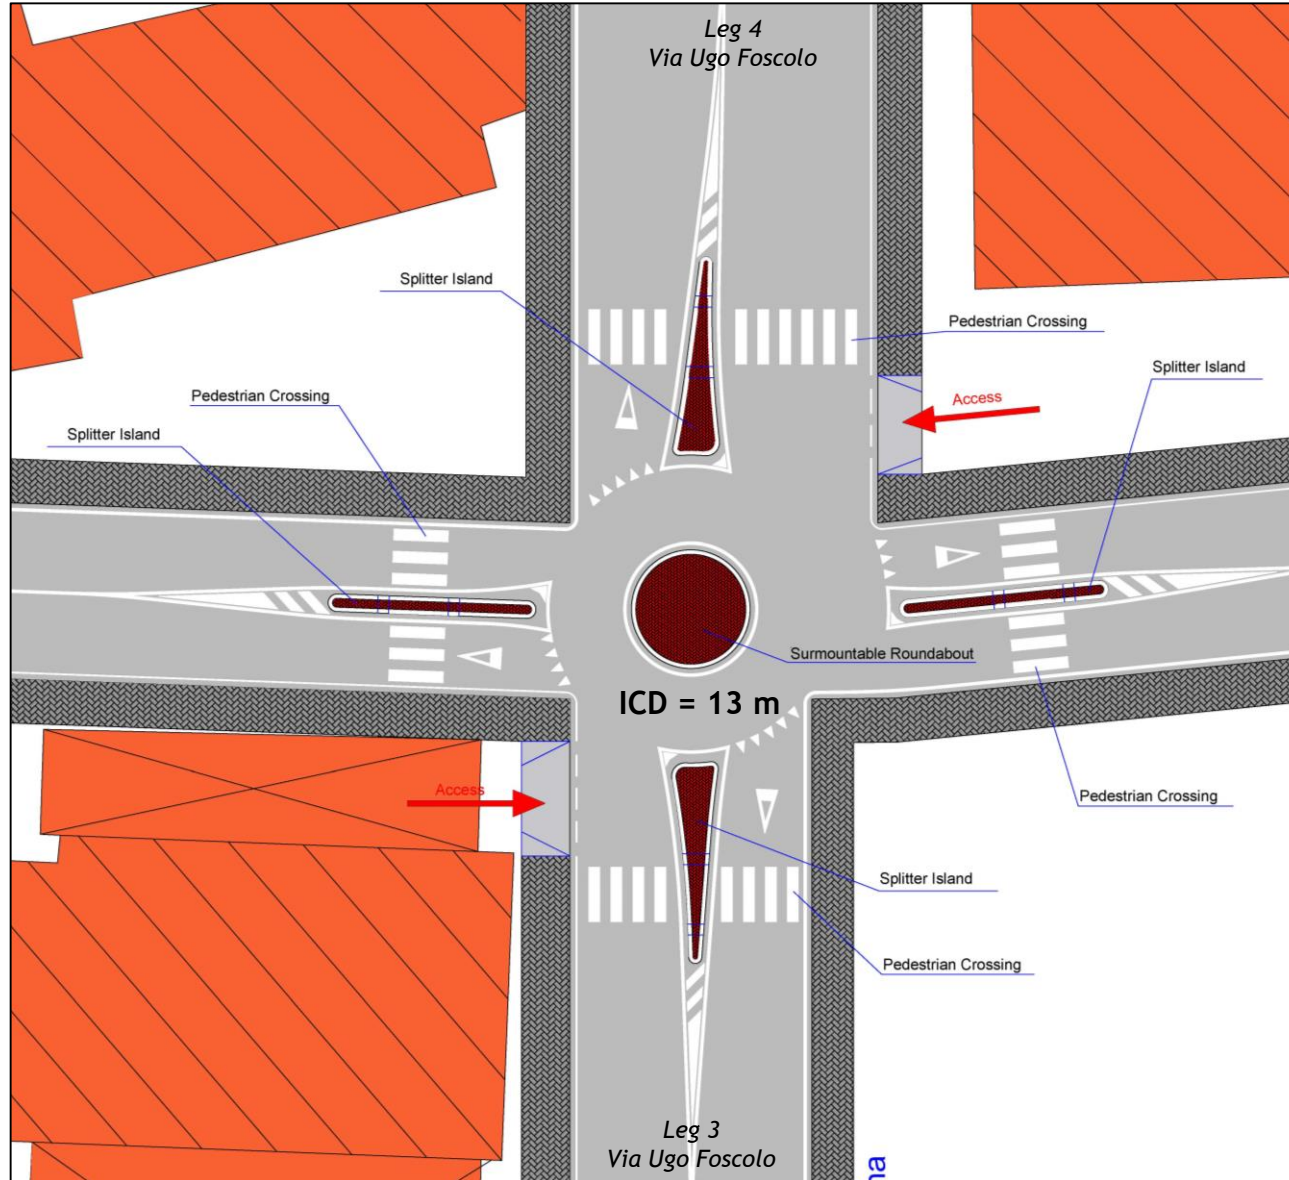 Leg 4
Via Ugo Foscolo
Splitter Island
Pedestrian Crossing
Splitter Island
Access
Pedestrian Crossing
Splitter Island
Surmountable Roundabout
ICD = 13 m
Access
Pedestrian Crossing
Splitter Island
Pedestrian Crossing
Leg 3
Via Ugo Foscolo
na